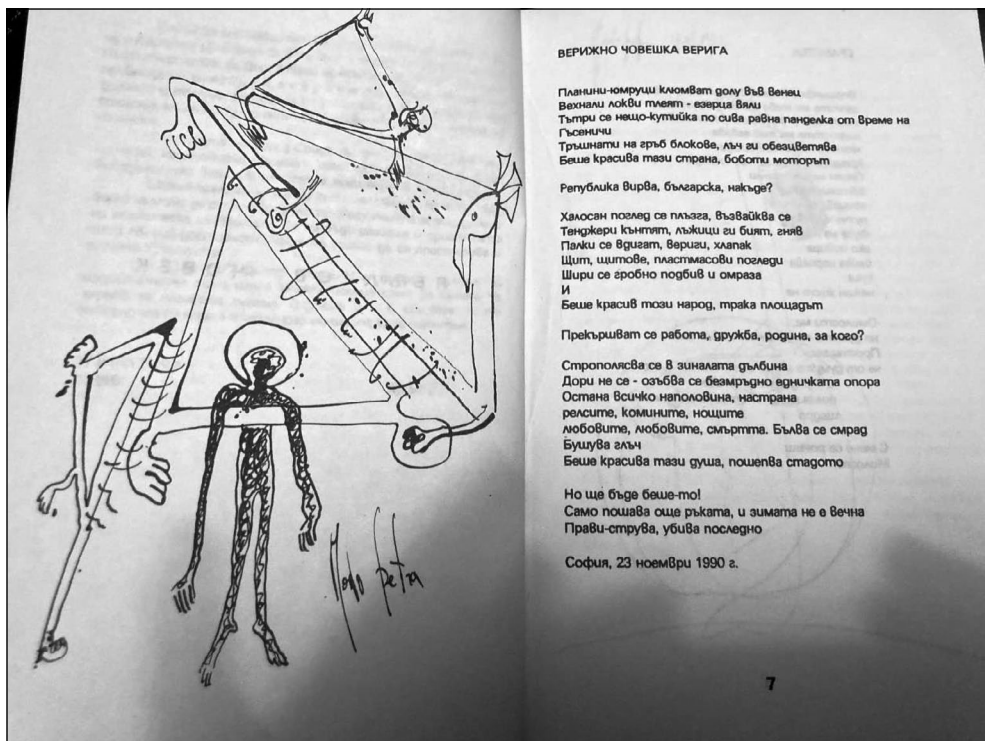 ВЕРИЖНО ЧОВЕШКА ВЕРИГА
Планини-юмруци клюмват долу във венец
Вехнали локви тлеят - езерца вяли
Тътри се нещо-кутийка по сива равна панделка от време на
Гъсеничи
Тръшнати на гръб блокове, лъч ги обезцветява
Беше красива тази страна, боботи моторът
Република вирва, българска, накъде?
Халосан поглед се плъзга, възвайква се
Тенджери кънтят, лъжици ги бият, гняв
Палки се вдигат, вериги, хлапак
Щит, щитове, пластмасови погледи
Шири се гробно подбив и омраза
И
Беше красив този народ, трака площадът
Прекършват се работа, дружба, родина, за кого?
Строполясва се в зиналата дълбина
Дори не се - озъбва се безмръдно едничката опора
Остана всичко наполовина, настрана
релсите, комините, нощите
любовите, любовите, смъртта. Бълва се смрад
Бушува глъч
Беше красива тази душа, пошепва стадото
Но ще бъде беше-то!
Само пошава още ръката, и зимата не е вечна
Прави-струва, убива последно
София, 23 ноември 1990 г.
7